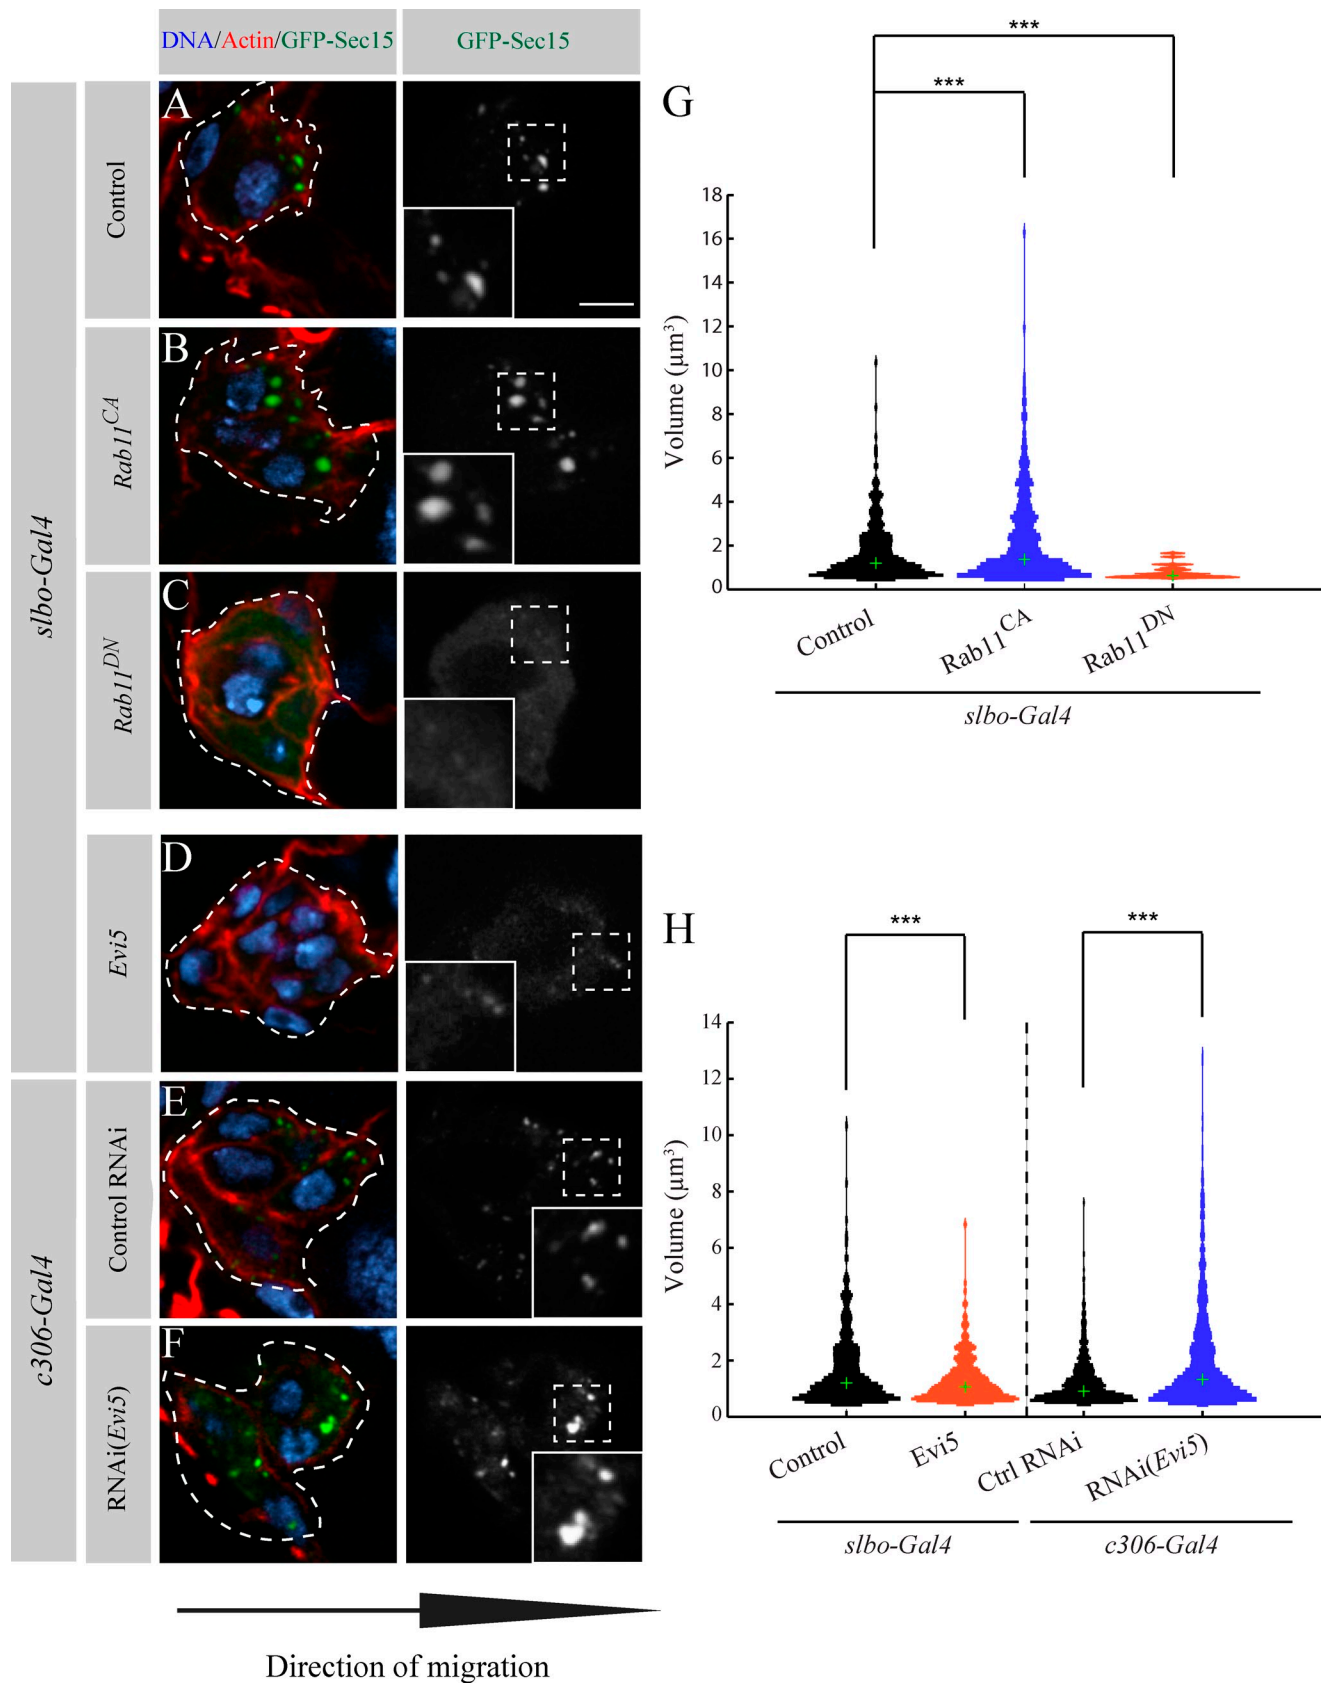 DNA/Actin/GFP-Sec15
GFP-Sec15
slbo-Gal4
c306-Gal4
Control
Rab11CA
Rab11DN
Evi5
Control RNAi
RNAi(Evi5)
A
B
C
D
E
F
Direction of migration
G
***
***
Volume (μm³)
18
16
14
12
10
8
6
4
2
0
Control
Rab11CA
Rab11DN
slbo-Gal4
H
***
***
Volume (μm³)
14
12
10
8
6
4
2
0
Control
Evi5
Ctrl RNAi
RNAi(Evi5)
slbo-Gal4
c306-Gal4